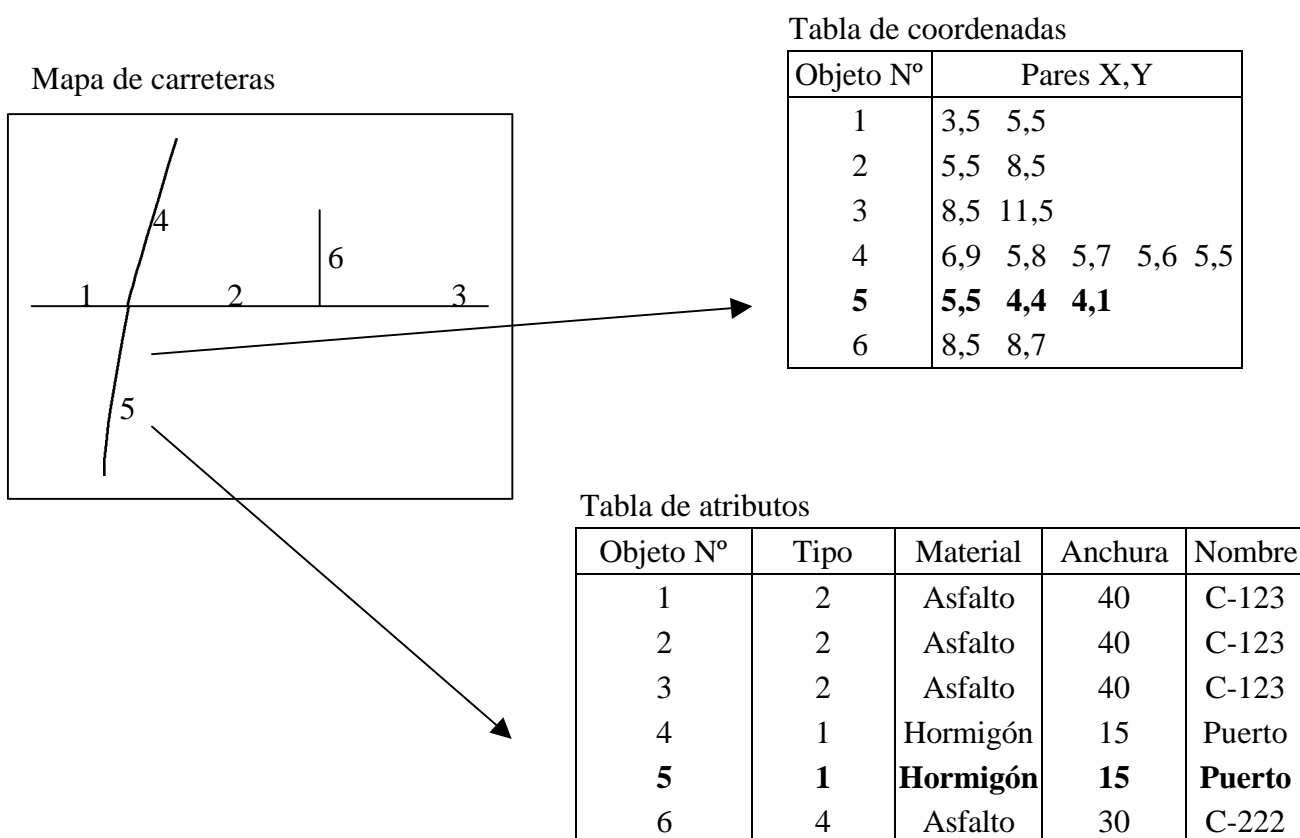 Tabla de coordenadas
Objeto Nº Pares X,Y
1 3,5 5,5
2 5,5 8,5
3 8,5 11,5
4 6,9 5,8 5,7 5,6 5,5
5 5,5 4,4 4,1
6 8,5 8,7
Mapa de carreteras
4
6
1 2 3
5
Tabla de atributos
Objeto Nº Tipo Material Anchura Nombre
1 2 Asfalto 40 C-123
2 2 Asfalto 40 C-123
3 2 Asfalto 40 C-123
4 1 Hormigón 15 Puerto
5 1 Hormigón 15 Puerto
6 4 Asfalto 30 C-222